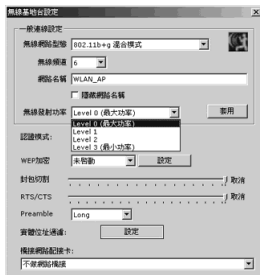 無線基地台設定
一般連線設定
無線網路型態 802.11b+g 混合模式
無線頻道 6
網路名稱 WLAN_AP
隱藏網路名稱
無線發射功率 Level 0 (最大功率) 套用
Level 0 (最大功率)
Level 1
Level 2
Level 3 (最小功率)
認證模式:
WEP加密 未啓動 設定
封包切割 取消
RTS/CTS 取消
Preamble Long
實體位址過濾: 設定
橋接網路配接卡:
不做網路橋接